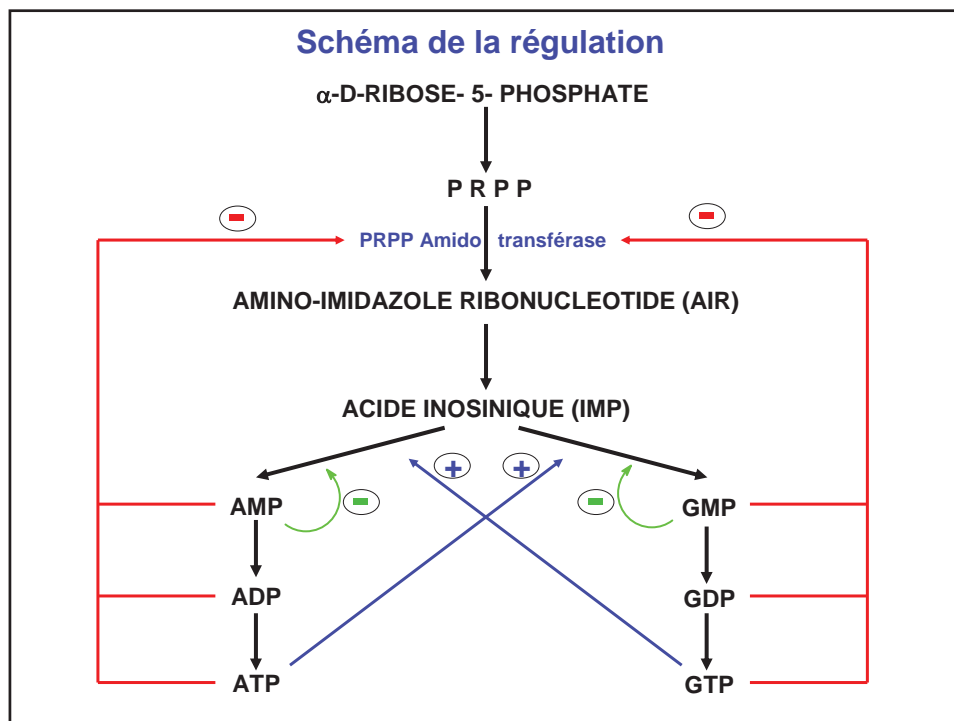 Schéma de la régulation
α-D-RIBOSE- 5- PHOSPHATE
P R P P
PRPP Amido transférase
AMINO-IMIDAZOLE RIBONUCLEOTIDE (AIR)
ACIDE INOSINIQUE (IMP)
+ +
AMP GMP
ADP GDP
ATP GTP